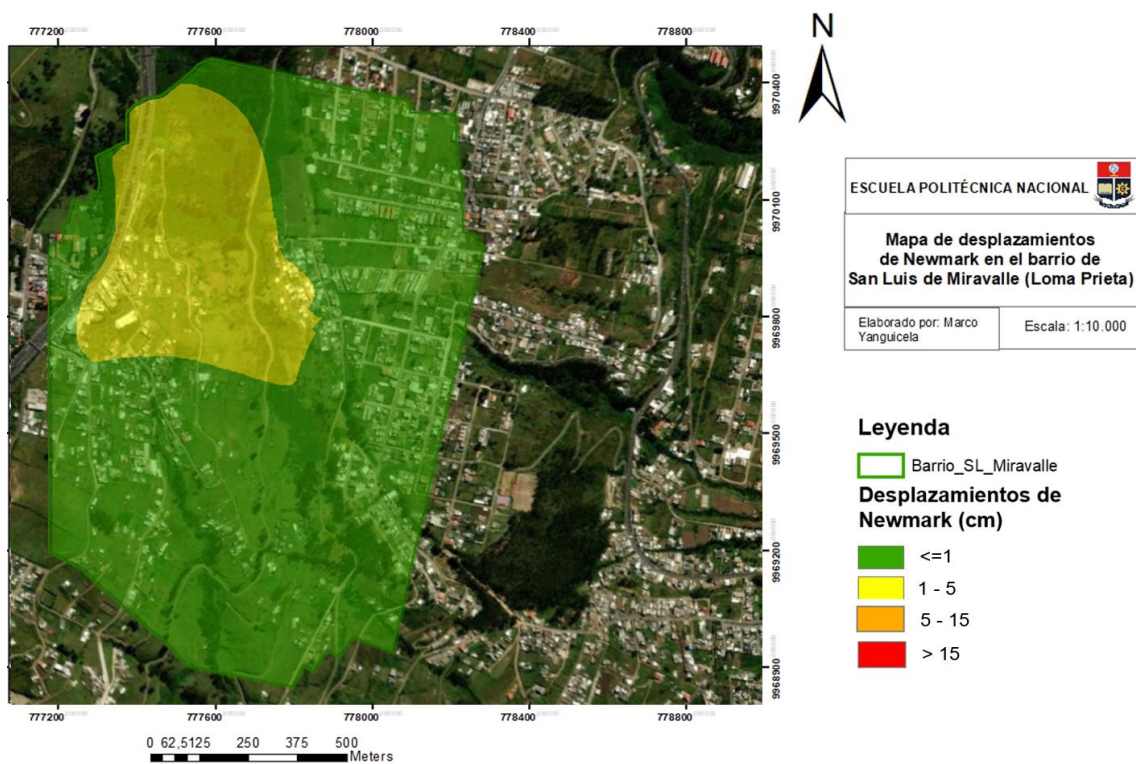 777200 777600 778000 778400 778800
N
9970400
9970100
9969800
9969500
9969200
9968900
777200 777600 778000 778400 778800
0 62,5125 250 375 500
Meters
ESCUELA POLITÉCNICA NACIONAL
Mapa de desplazamientos
de Newmark en el barrio de
San Luis de Miravalle (Loma Prieta)
Elaborado por: Marco
Yanguicela
Escala: 1:10.000
Leyenda
Barrio_SL_Miravalle
Desplazamientos de
Newmark (cm)
<=1
1 - 5
5 - 15
> 15